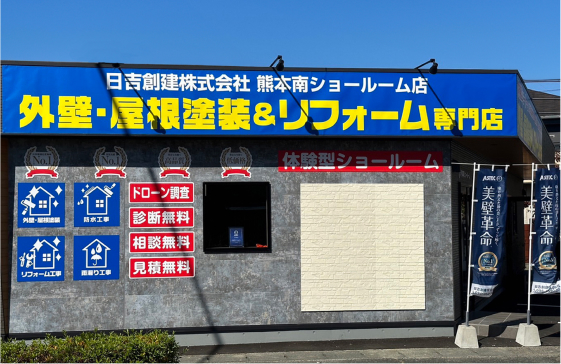 日吉創建株式会社 熊本南ショールーム店
外壁・屋根塗装&リフォーム専門店
体験型ショールーム
外壁・屋根塗装
防水工事
リフォーム工事
雨漏り工事
ドローン調査
診断無料
相談無料
見積無料
ASTEC
美壁革命
ASTEC
美壁革命